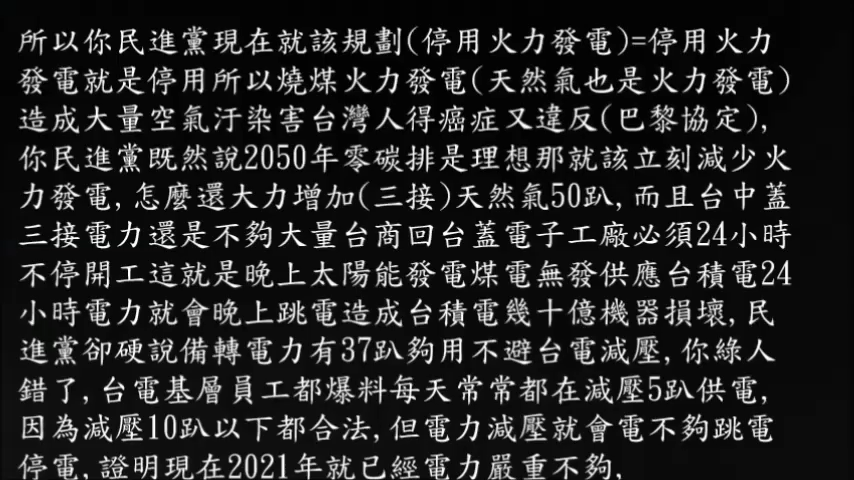 所以你民進黨現在就該規劃(停用火力發電)=停用火力
發電就是停用所以燒煤火力發電(天然氣也是火力發電)
造成大量空氣汙染害台灣人得癌症又違反(巴黎協定),
你民進黨既然說2050年零碳排是理想那就該立刻減少火
力發電,怎麼還大力增加(三接)天然氣50趴,而且台中蓋
三接電力還是不夠大量台商回台蓋電子工廠必須24小時
不停開工這就是晚上太陽能發電煤電無發供應台積電24
小時電力就會晚上跳電造成台積電幾十億機器損壞,民
進黨卻硬說備轉電力有37趴夠用不避台電減壓,你綠人
錯了,台電基層員工都爆料每天常常都在減壓5趴供電,
因為減壓10趴以下都合法,但電力減壓就會電不夠跳電
停電,證明現在2021年就已經電力嚴重不夠,